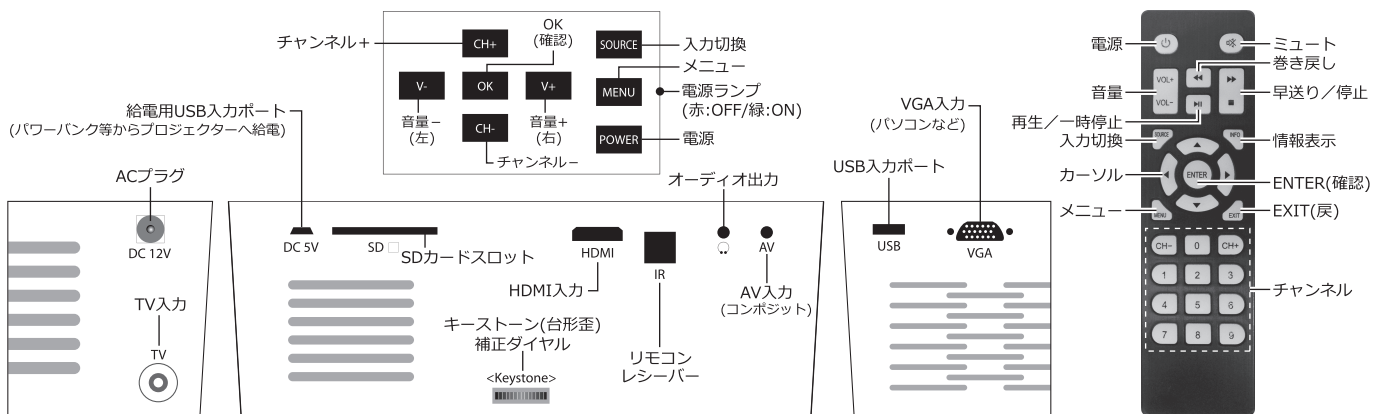 チャンネル+
CH+
OK
(確認)
SOURCE
入力切換
V-
OK
V+
MENU
メニュー
電源ランプ
(赤:OFF/緑:ON)
音量-
(左)
CH-
音量+
(右)
POWER
電源
チャンネル-
給電用USB入力ポート
(パワーバンク等からプロジェクターへ給電)
ACプラグ
DC 12V
TV入力
TV
DC 5V
SD
SDカードスロット
HDMI
HDMI入力
IR
リモコン
レシーバー
オーディオ出力
AV
AV入力
(コンポジット)
キーストーン(台形歪)
補正ダイヤル
<Keystone>
VGA入力
(パソコンなど)
USB入力ポート
USB
VGA
電源
ミュート
巻き戻し
VOL+
音量
VOL-
早送り/停止
再生/一時停止
入力切換
SOURCE
INFO
情報表示
カーソル
ENTER
ENTER(確認)
メニュー
MENU
EXIT
EXIT(戻)
CH-
0
CH+
1
2
3
チャンネル
4
5
6
7
8
9